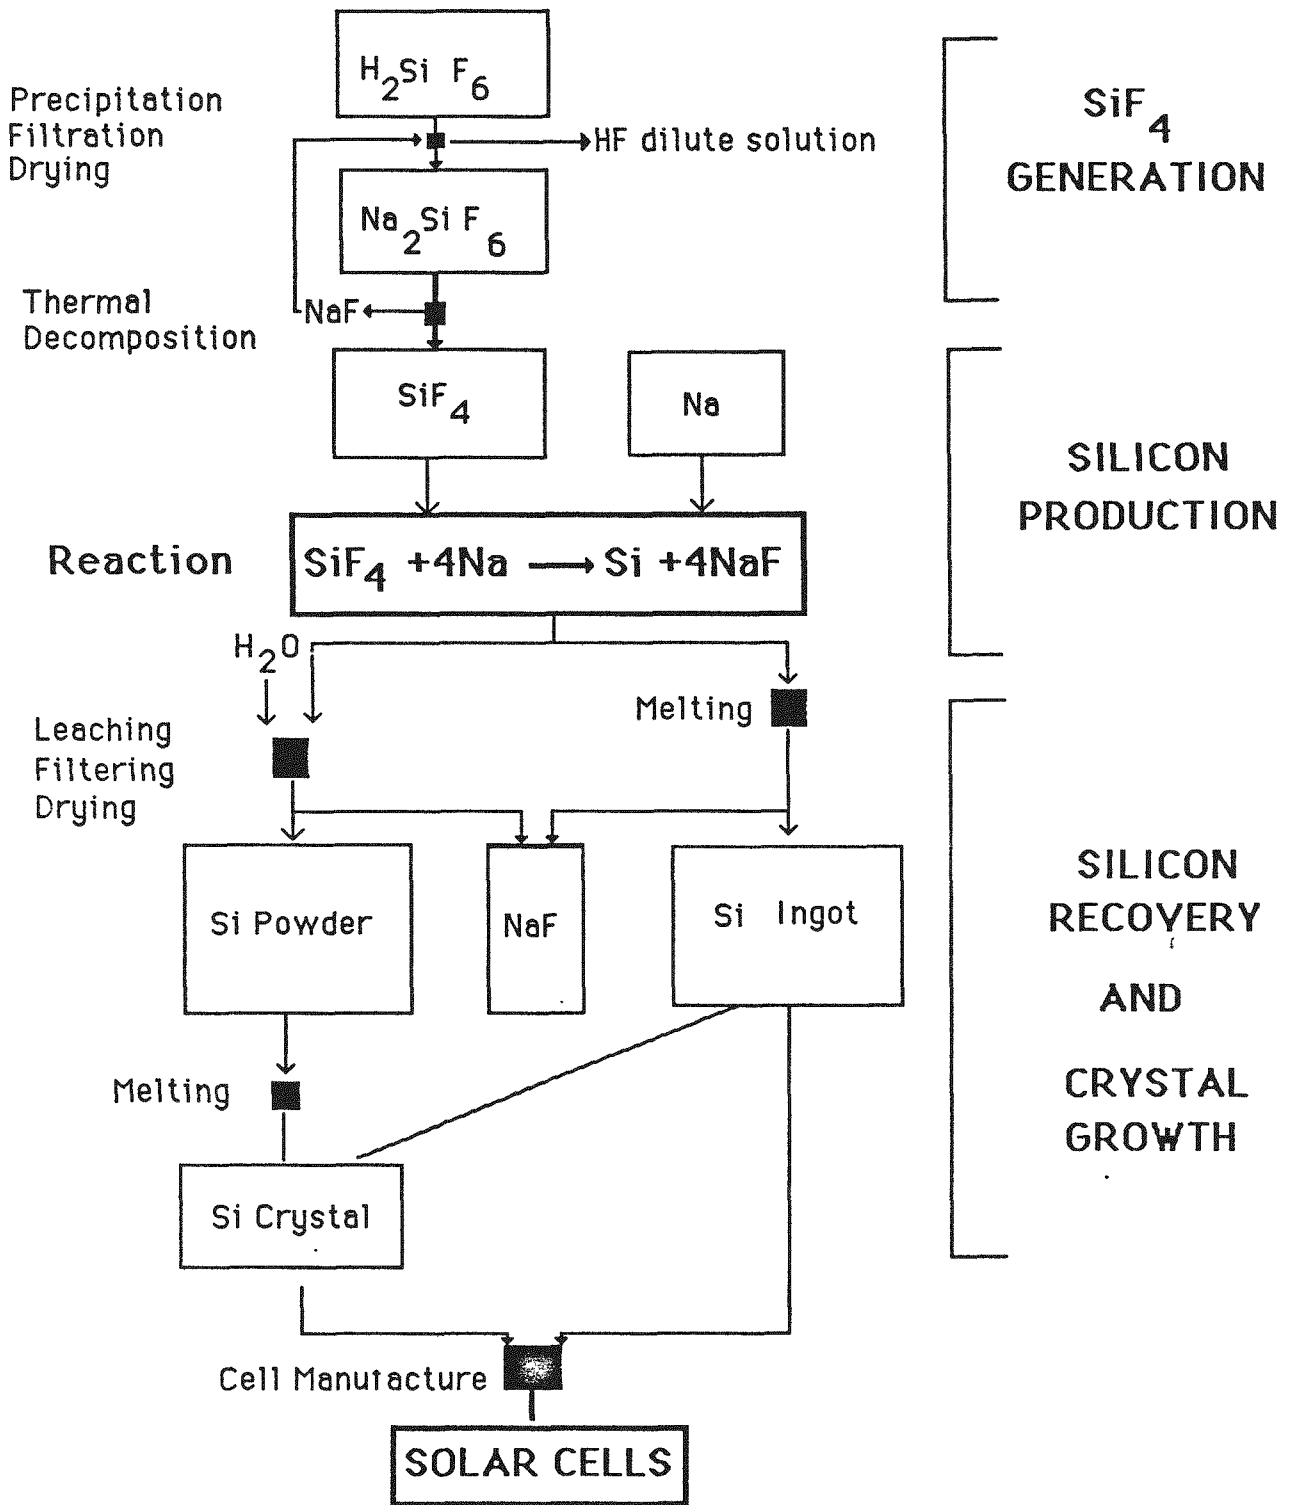 H2Si F6
Precipitation
Filtration
Drying
HF dilute solution
SiF4
GENERATION
Na2Si F6
Thermal
Decomposition
NaF
SiF4
Na
SILICON
PRODUCTION
Reaction
SiF4 +4Na → Si +4NaF
H2O
Melting
Leaching
Filtering
Drying
Si Powder
NaF
Si Ingot
SILICON
RECOVERY
AND
CRYSTAL
GROWTH
Melting
Si Crystal
Cell Manufacture
SOLAR CELLS